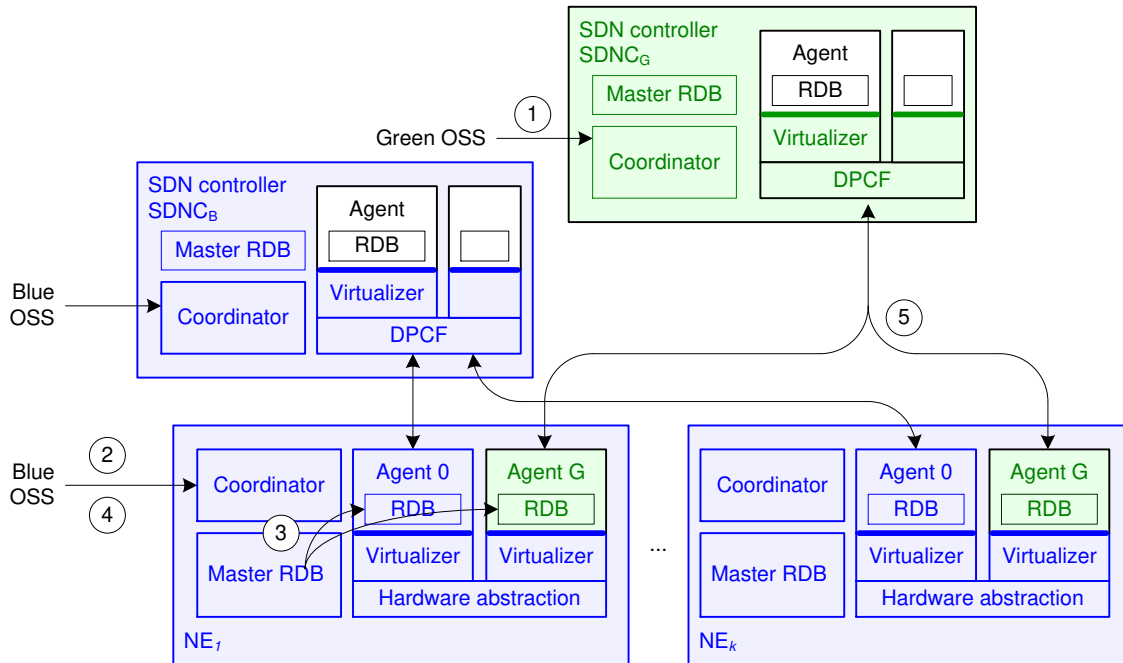 SDN controller
SDNC_G
Agent
RDB
Master RDB
1
Green OSS
Virtualizer
Coordinator
DPCF
SDN controller
SDNC_B
Agent
RDB
Master RDB
Blue
OSS
Virtualizer
Coordinator
DPCF
5
Blue
OSS
2
4
Coordinator
Agent 0
RDB
Agent G
RDB
3
Master RDB
Virtualizer
Virtualizer
Hardware abstraction
NE1
...
Coordinator
Agent 0
RDB
Agent G
RDB
Master RDB
Virtualizer
Virtualizer
Hardware abstraction
NEk